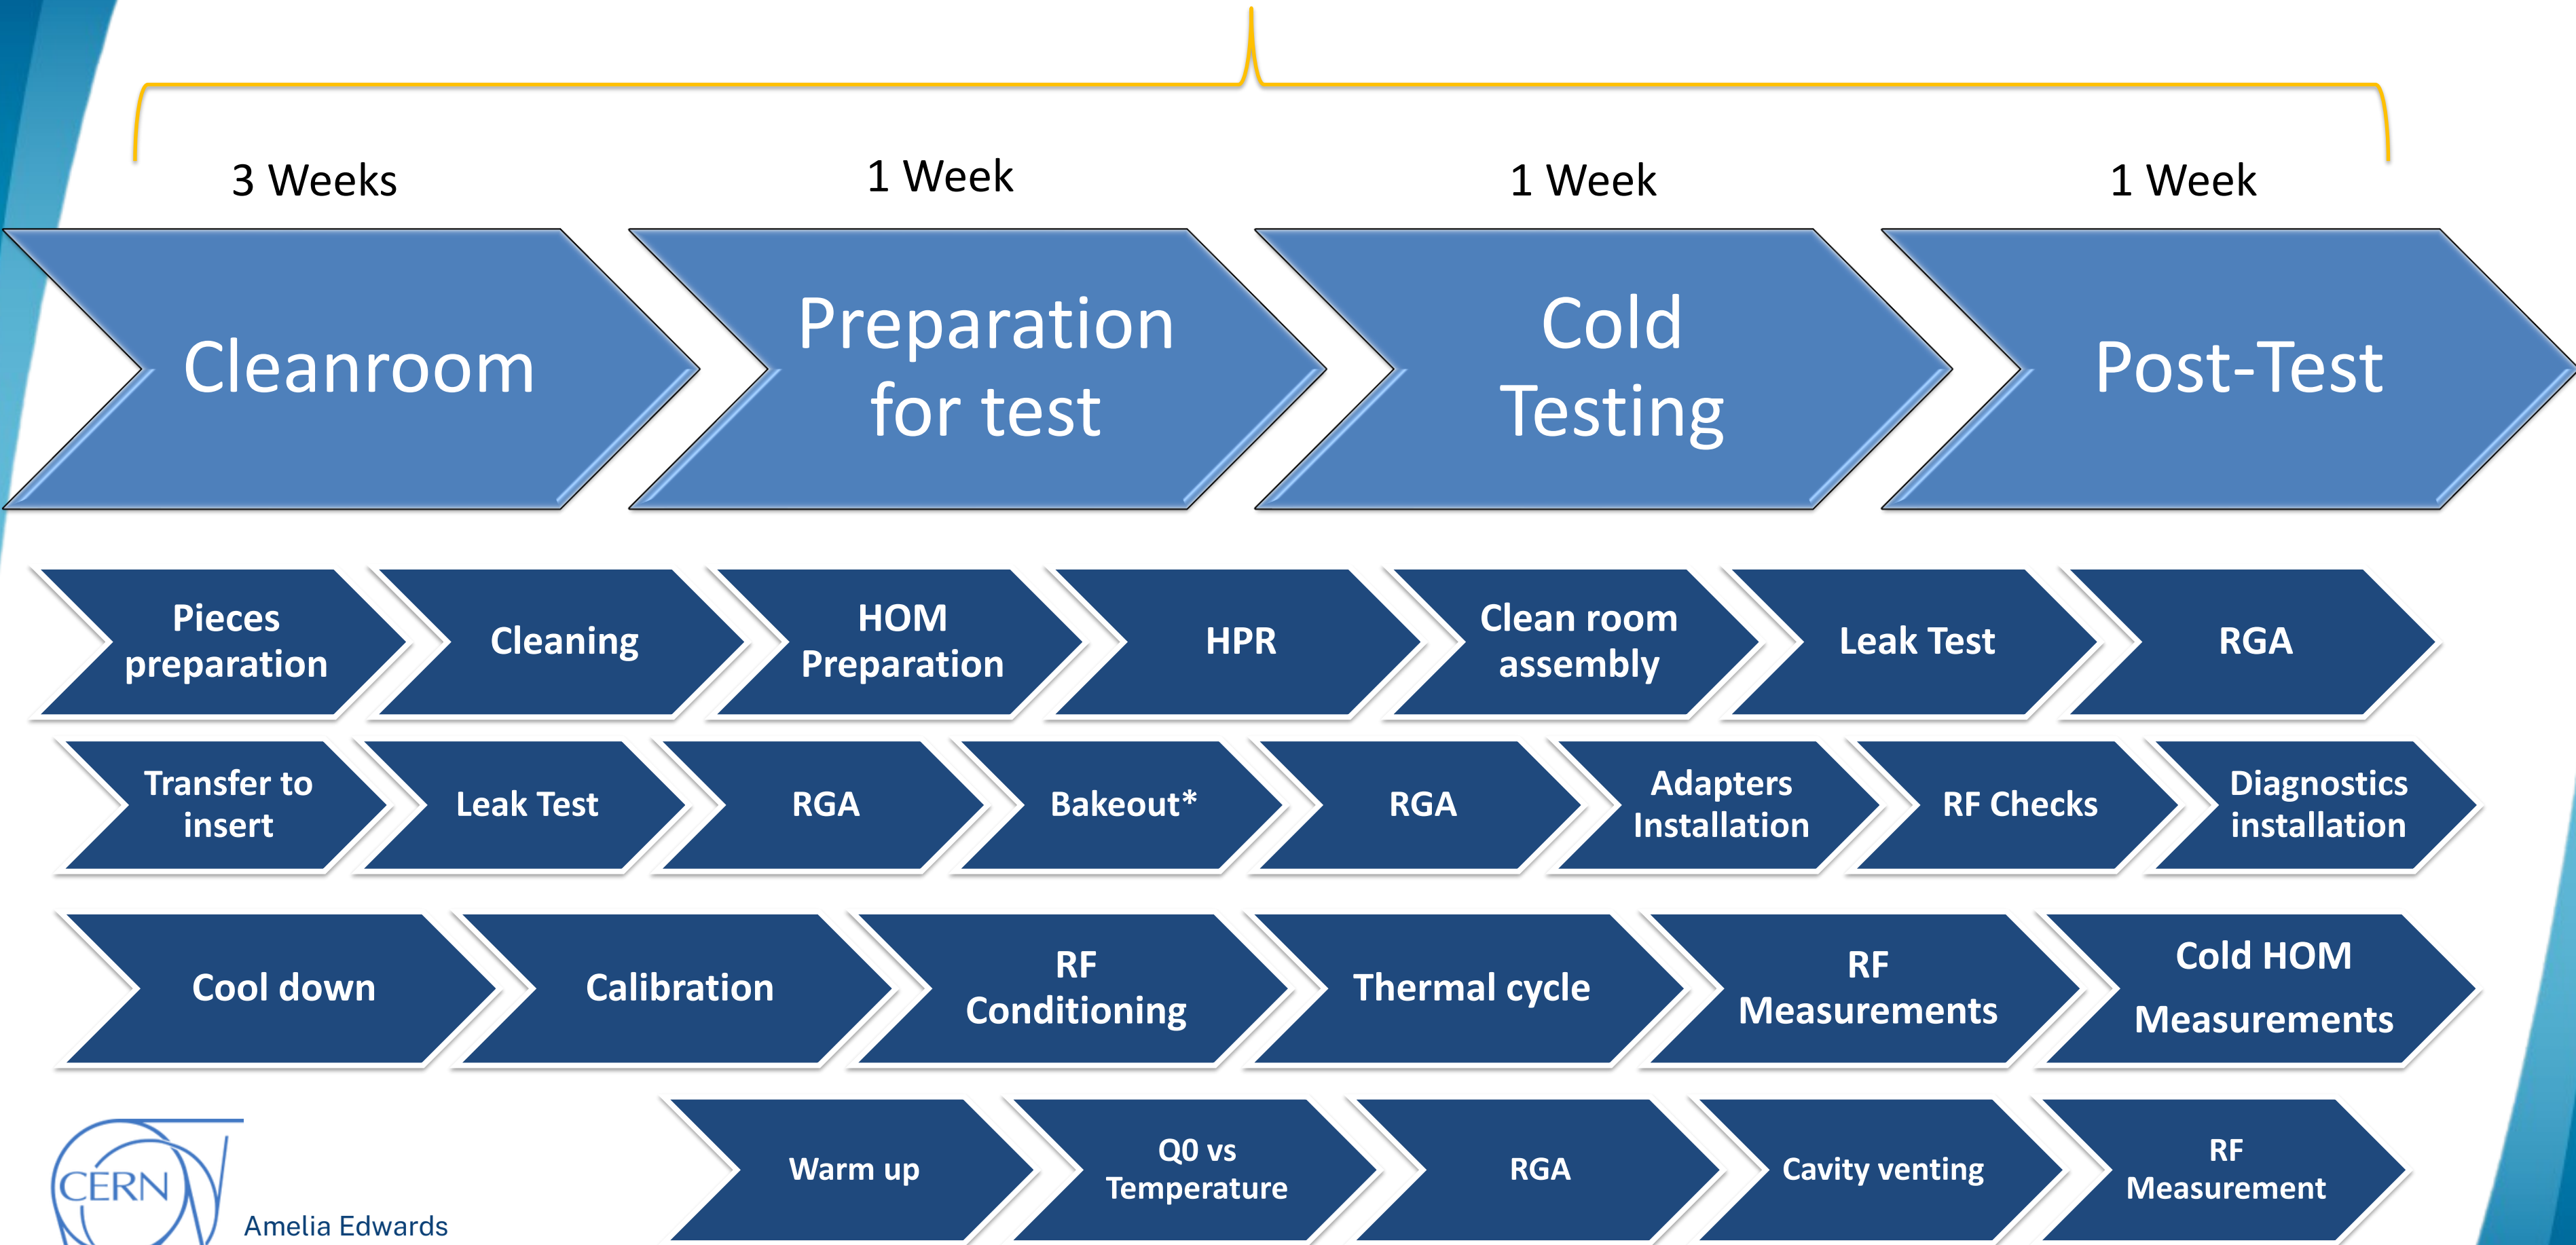 3 Weeks
1 Week
1 Week
1 Week
Cleanroom
Preparation
for test
Cold
Testing
Post-Test
Pieces
preparation
Cleaning
HOM
Preparation
HPR
Clean room
assembly
Leak Test
RGA
Transfer to
insert
Leak Test
RGA
Bakeout*
RGA
Adapters
Installation
RF Checks
Diagnostics
installation
Cool down
Calibration
RF
Conditioning
Thermal cycle
RF
Measurements
Cold HOM
Measurements
Warm up
Q0 vs
Temperature
RGA
Cavity venting
RF
Measurement
CERN
Amelia Edwards